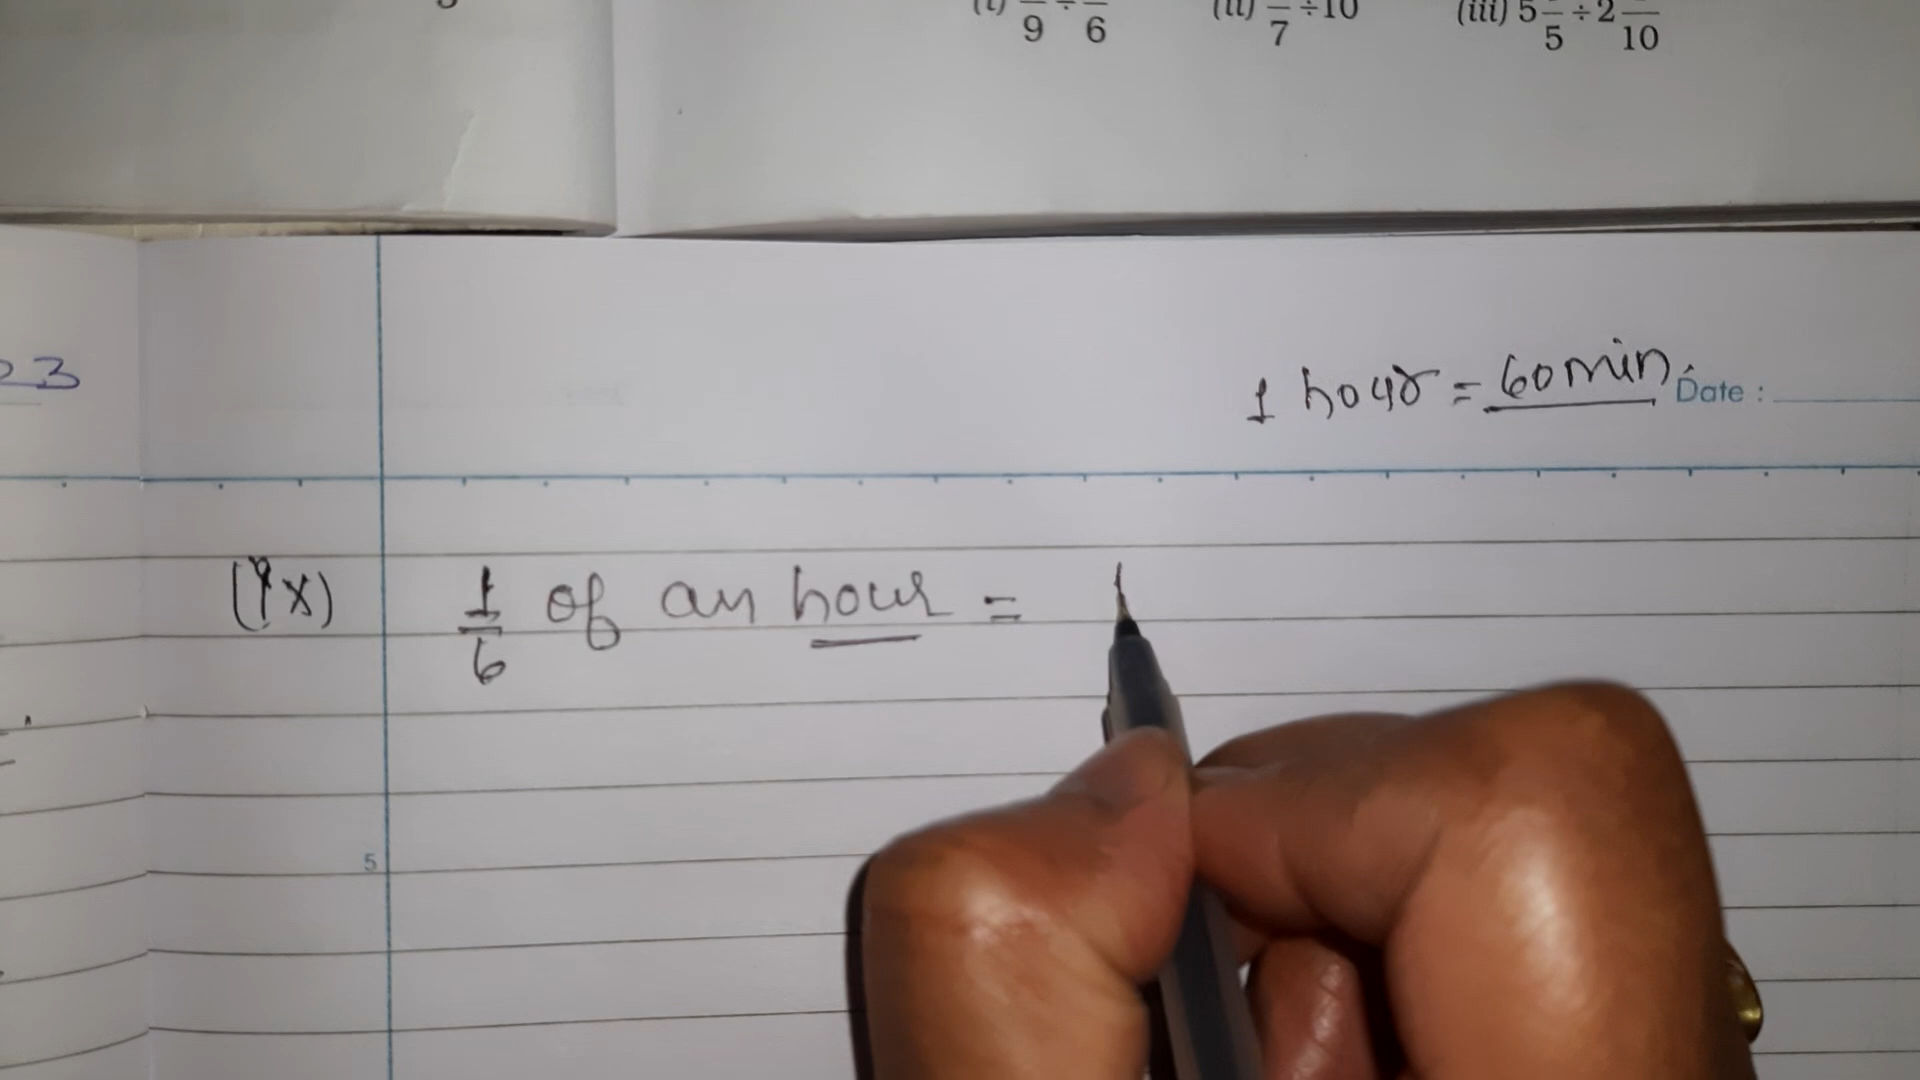 (i) 9 ÷ 6 (ii) 7 ÷10 (iii) 5 5 ÷ 2 10
23
1 hour = 60 min.
Date :
(ix) 1/6 of an hour = 1
5